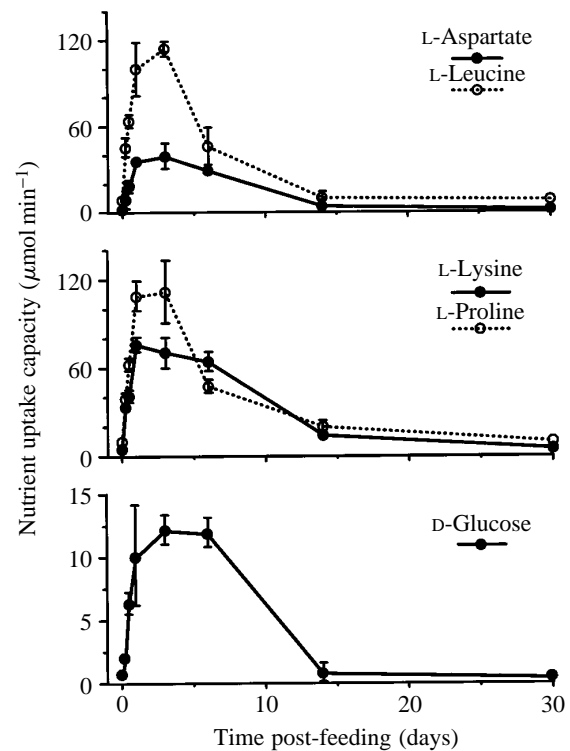 120
60
0
L-Aspartate
L-Leucine
120
60
0
L-Lysine
L-Proline
15
10
5
0
D-Glucose
0
10
20
30
Time post-feeding (days)
Nutrient uptake capacity (μmol min⁻¹)